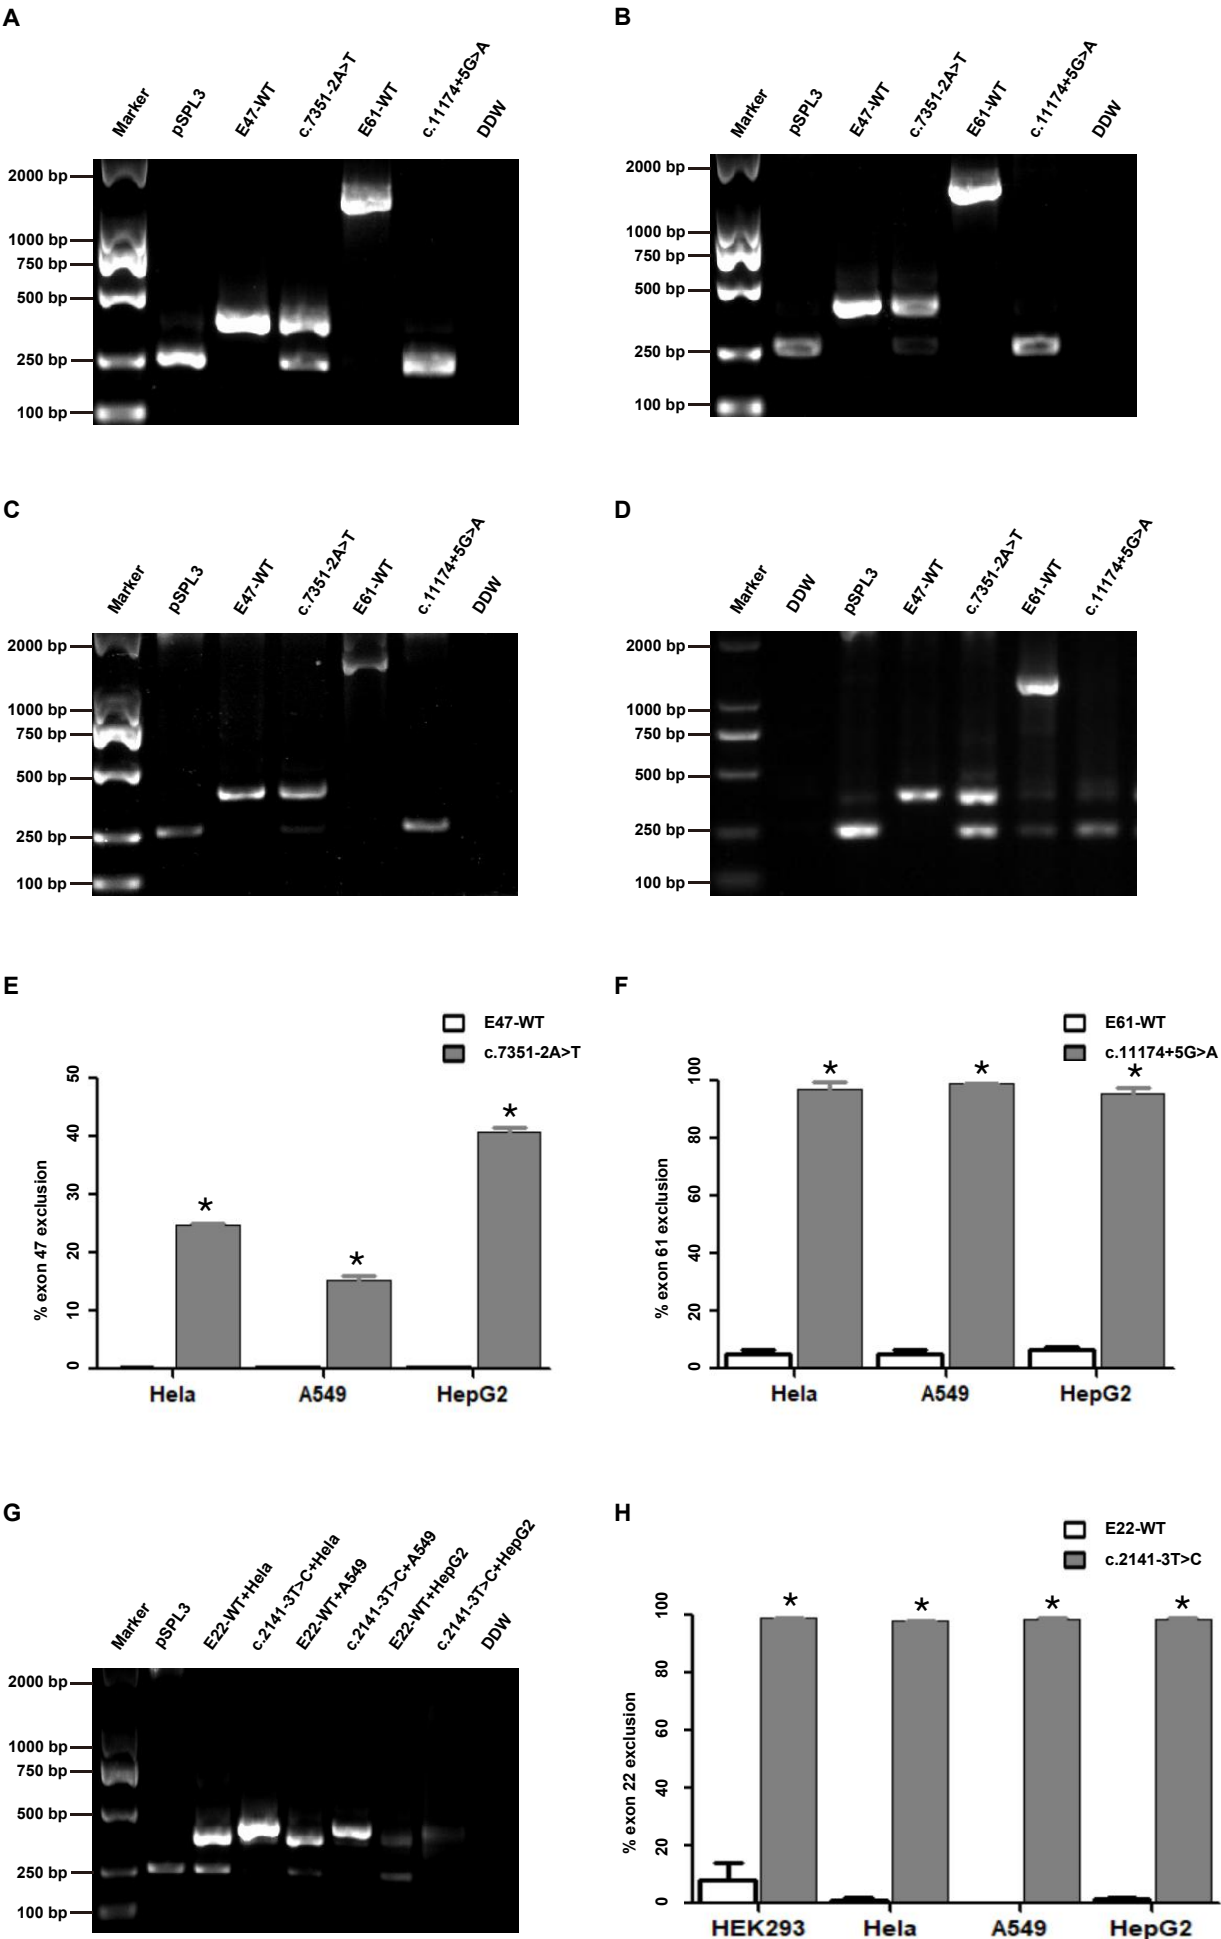 A
Marker
pSPL3
E47-WT
c.7351-2A>T
E61-WT
c.11174+5G>A
DDW
2000 bp
1000 bp
750 bp
500 bp
250 bp
100 bp
B
Marker
pSPL3
E47-WT
c.7351-2A>T
E61-WT
c.11174+5G>A
DDW
2000 bp
1000 bp
750 bp
500 bp
250 bp
100 bp
C
Marker
pSPL3
E47-WT
c.7351-2A>T
E61-WT
c.11174+5G>A
DDW
2000 bp
1000 bp
750 bp
500 bp
250 bp
100 bp
D
Marker
DDW
pSPL3
E47-WT
c.7351-2A>T
E61-WT
c.11174+5G>A
2000 bp
1000 bp
750 bp
500 bp
250 bp
100 bp
E
E47-WT
c.7351-2A>T
% exon 47 exclusion
50
40
30
20
10
0
*
*
*
Hela
A549
HepG2
F
E61-WT
c.11174+5G>A
% exon 61 exclusion
100
80
60
40
20
0
*
*
*
Hela
A549
HepG2
G
Marker
pSPL3
E22-WT+Hela
c.2141-3T>C+Hela
E22-WT+A549
c.2141-3T>C+A549
E22-WT+HepG2
c.2141-3T>C+HepG2
DDW
2000 bp
1000 bp
750 bp
500 bp
250 bp
100 bp
H
E22-WT
c.2141-3T>C
% exon 22 exclusion
100
80
60
40
20
0
*
*
*
*
HEK293
Hela
A549
HepG2